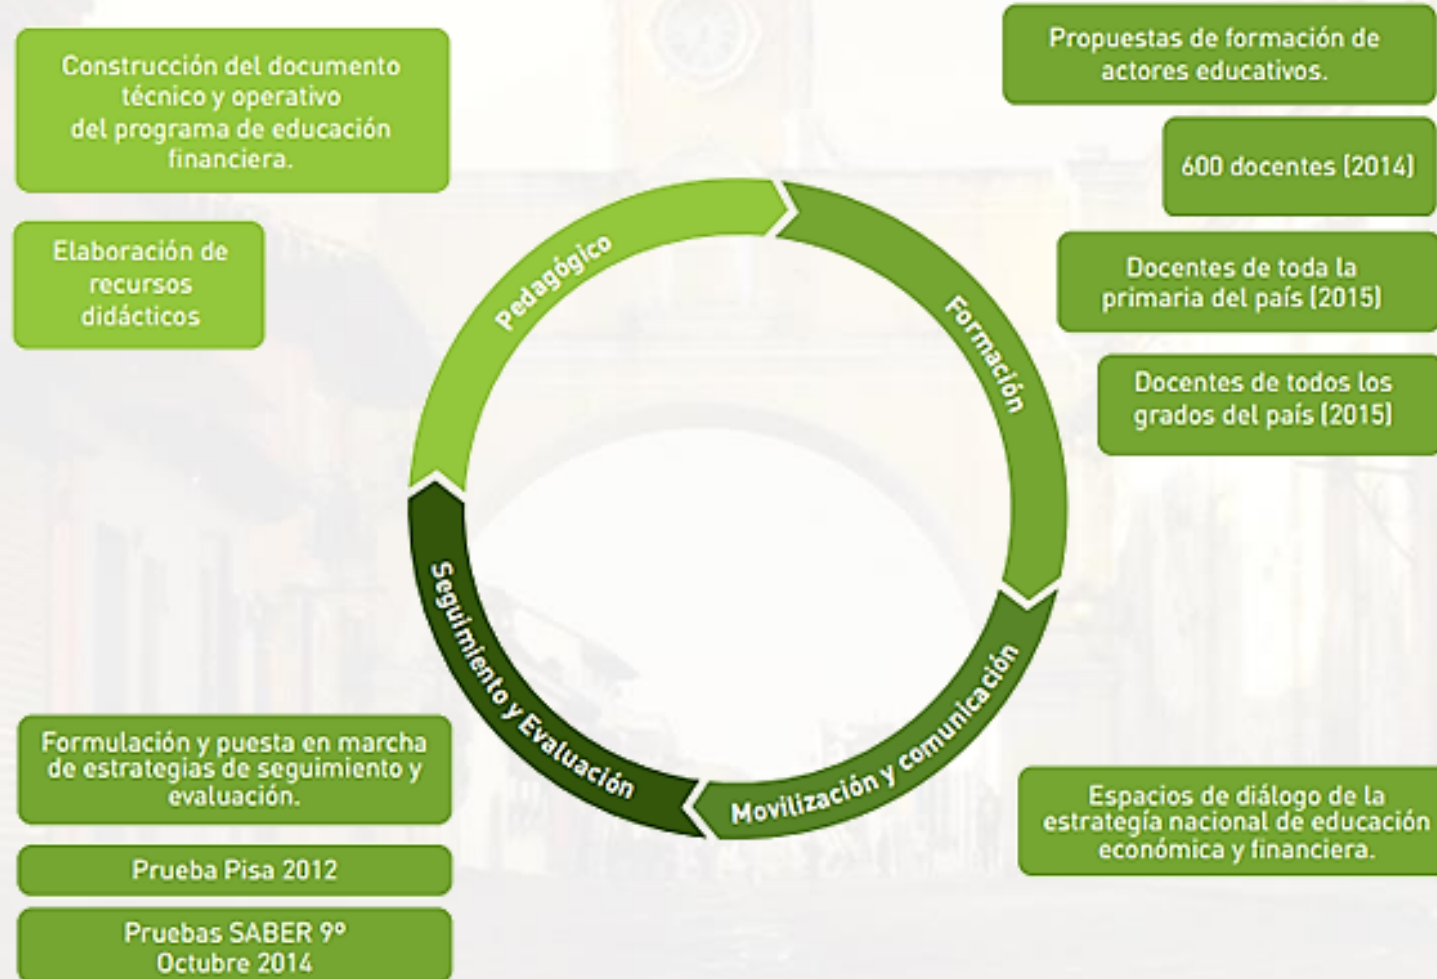 Construcción del documento
técnico y operativo
del programa de educación
financiera.
Elaboración de
recursos
didácticos
Propuestas de formación de
actores educativos.
600 docentes (2014)
Docentes de toda la
primaria del país (2015)
Docentes de todos los
grados del país (2015)
Pedagógico
Formación
Movilización y comunicación
Seguimiento y Evaluación
Formulación y puesta en marcha
de estrategias de seguimiento y
evaluación.
Prueba Pisa 2012
Pruebas SABER 9º
Octubre 2014
Espacios de diálogo de la
estrategía nacional de educación
económica y financiera.